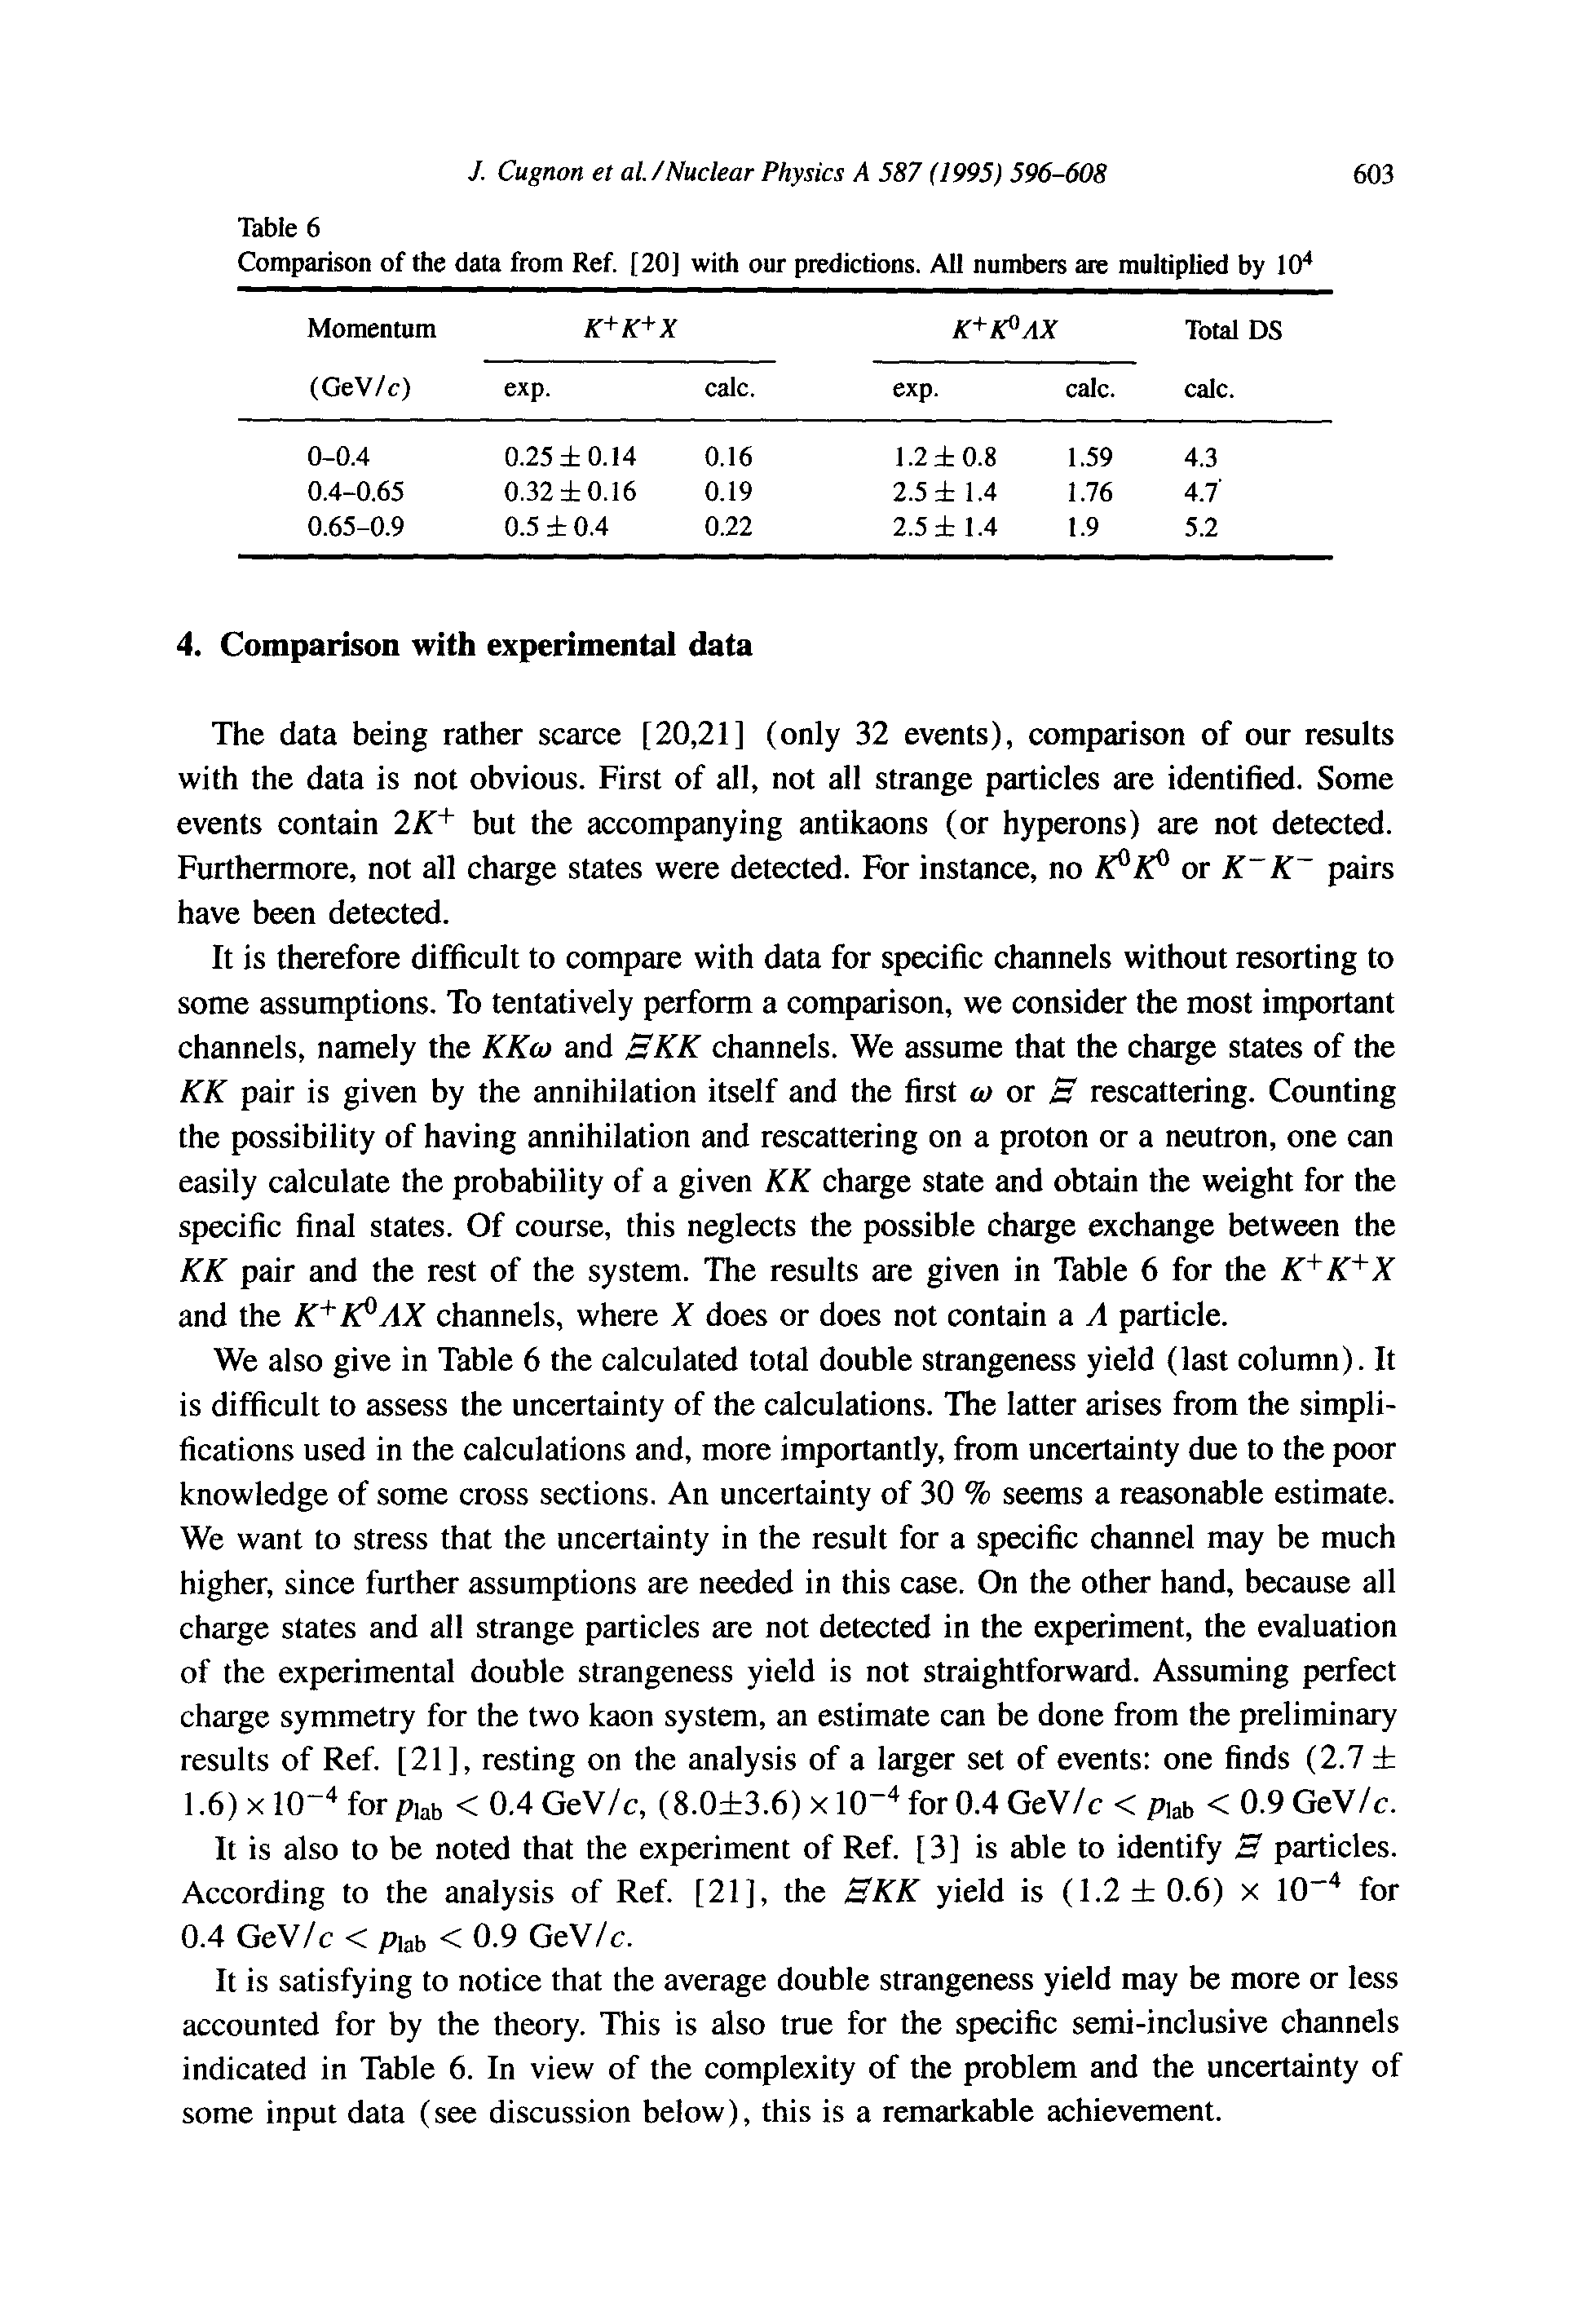 J. Cugnon et al./Nuclear Physics A 587 (1995) 596–608 603
Table 6
Comparison of the data from Ref. [20] with our predictions. All numbers are multiplied by 10⁴
Momentum K⁺K⁺X K⁺K⁰ΛX Total DS
(GeV/c) exp. calc. exp. calc. calc.
0–0.4 0.25 ± 0.14 0.16 1.2 ± 0.8 1.59 4.3
0.4–0.65 0.32 ± 0.16 0.19 2.5 ± 1.4 1.76 4.7
0.65–0.9 0.5 ± 0.4 0.22 2.5 ± 1.4 1.9 5.2
4. Comparison with experimental data
The data being rather scarce [20,21] (only 32 events), comparison of our results
with the data is not obvious. First of all, not all strange particles are identified. Some
events contain 2K⁺ but the accompanying antikaons (or hyperons) are not detected.
Furthermore, not all charge states were detected. For instance, no K⁰K⁰ or K⁻K⁻ pairs
have been detected.
It is therefore difficult to compare with data for specific channels without resorting to
some assumptions. To tentatively perform a comparison, we consider the most important
channels, namely the KKω and ΞKK channels. We assume that the charge states of the
KK pair is given by the annihilation itself and the first ω or Ξ rescattering. Counting
the possibility of having annihilation and rescattering on a proton or a neutron, one can
easily calculate the probability of a given KK charge state and obtain the weight for the
specific final states. Of course, this neglects the possible charge exchange between the
KK pair and the rest of the system. The results are given in Table 6 for the K⁺K⁺X
and the K⁺K⁰ΛX channels, where X does or does not contain a Λ particle.
We also give in Table 6 the calculated total double strangeness yield (last column). It
is difficult to assess the uncertainty of the calculations. The latter arises from the simpli-
fications used in the calculations and, more importantly, from uncertainty due to the poor
knowledge of some cross sections. An uncertainty of 30 % seems a reasonable estimate.
We want to stress that the uncertainty in the result for a specific channel may be much
higher, since further assumptions are needed in this case. On the other hand, because all
charge states and all strange particles are not detected in the experiment, the evaluation
of the experimental double strangeness yield is not straightforward. Assuming perfect
charge symmetry for the two kaon system, an estimate can be done from the preliminary
results of Ref. [21], resting on the analysis of a larger set of events: one finds (2.7 ±
1.6) × 10⁻⁴ for p_lab < 0.4 GeV/c, (8.0±3.6) × 10⁻⁴ for 0.4 GeV/c < p_lab < 0.9 GeV/c.
It is also to be noted that the experiment of Ref. [3] is able to identify Ξ particles.
According to the analysis of Ref. [21], the ΞKK yield is (1.2 ± 0.6) × 10⁻⁴ for
0.4 GeV/c < p_lab < 0.9 GeV/c.
It is satisfying to notice that the average double strangeness yield may be more or less
accounted for by the theory. This is also true for the specific semi-inclusive channels
indicated in Table 6. In view of the complexity of the problem and the uncertainty of
some input data (see discussion below), this is a remarkable achievement.